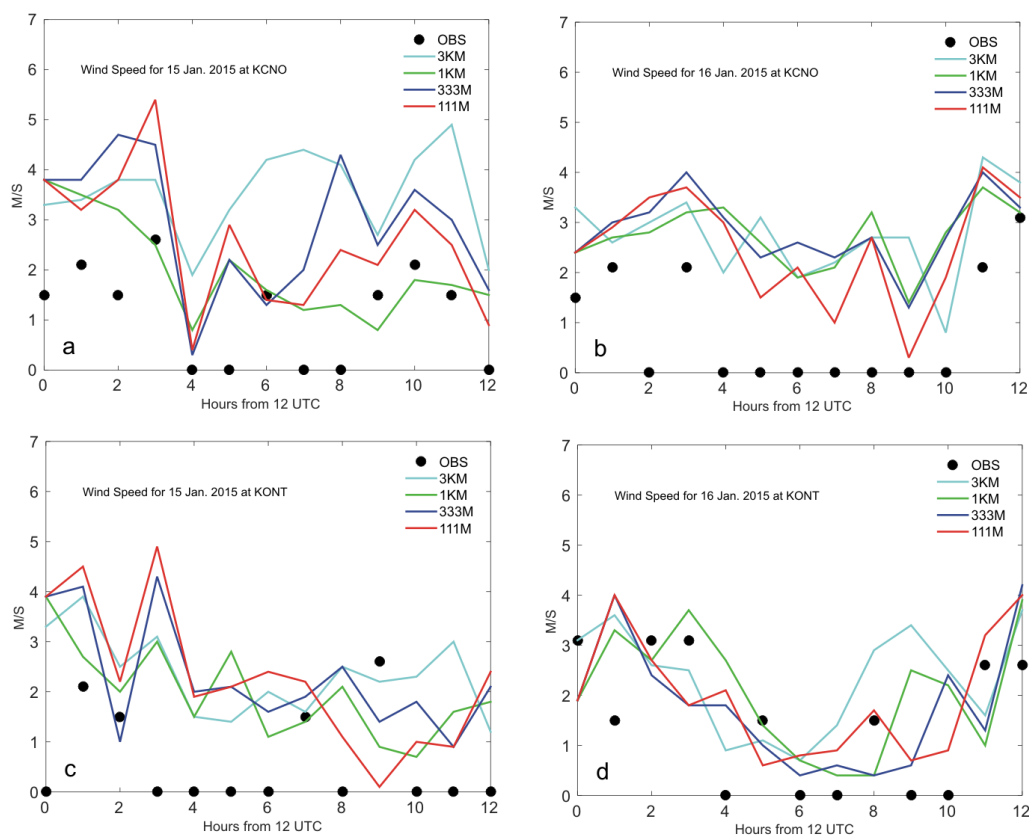 7
6
5
4
3
2
1
0
M/S
Wind Speed for 15 Jan. 2015 at KCNO
OBS
3KM
1KM
333M
111M
a
0 2 4 6 8 10 12
Hours from 12 UTC
7
6
5
4
3
2
1
0
M/S
Wind Speed for 16 Jan. 2015 at KCNO
OBS
3KM
1KM
333M
111M
b
0 2 4 6 8 10 12
Hours from 12 UTC
7
6
5
4
3
2
1
0
M/S
Wind Speed for 15 Jan. 2015 at KONT
OBS
3KM
1KM
333M
111M
c
2 4 6 8 10 12
Hours from 12 UTC
7
6
5
4
3
2
1
0
M/S
Wind Speed for 16 Jan. 2015 at KONT
OBS
3KM
1KM
333M
111M
d
0 2 4 6 8 10 12
Hours from 12 UTC